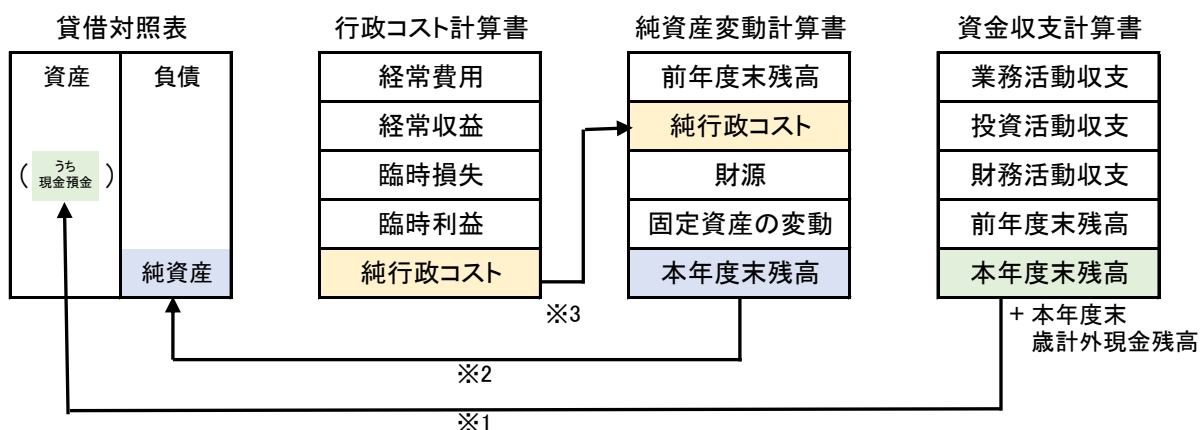 貸借対照表
資産
負債
(うち
現金預金)
純資産
行政コスト計算書
経常費用
経常収益
臨時損失
臨時利益
純行政コスト
※3
純資産変動計算書
前年度末残高
純行政コスト
財源
固定資産の変動
本年度末残高
※2
資金収支計算書
業務活動収支
投資活動収支
財務活動収支
前年度末残高
本年度末残高
+ 本年度末
歳計外現金残高
※1